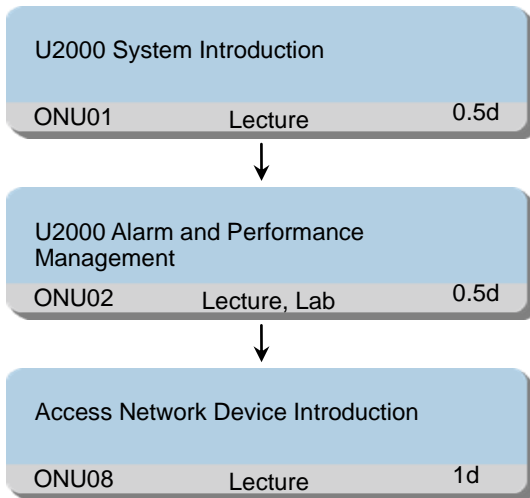 U2000 System Introduction
ONU01 Lecture 0.5d
U2000 Alarm and Performance
Management
ONU02 Lecture, Lab 0.5d
Access Network Device Introduction
ONU08 Lecture 1d